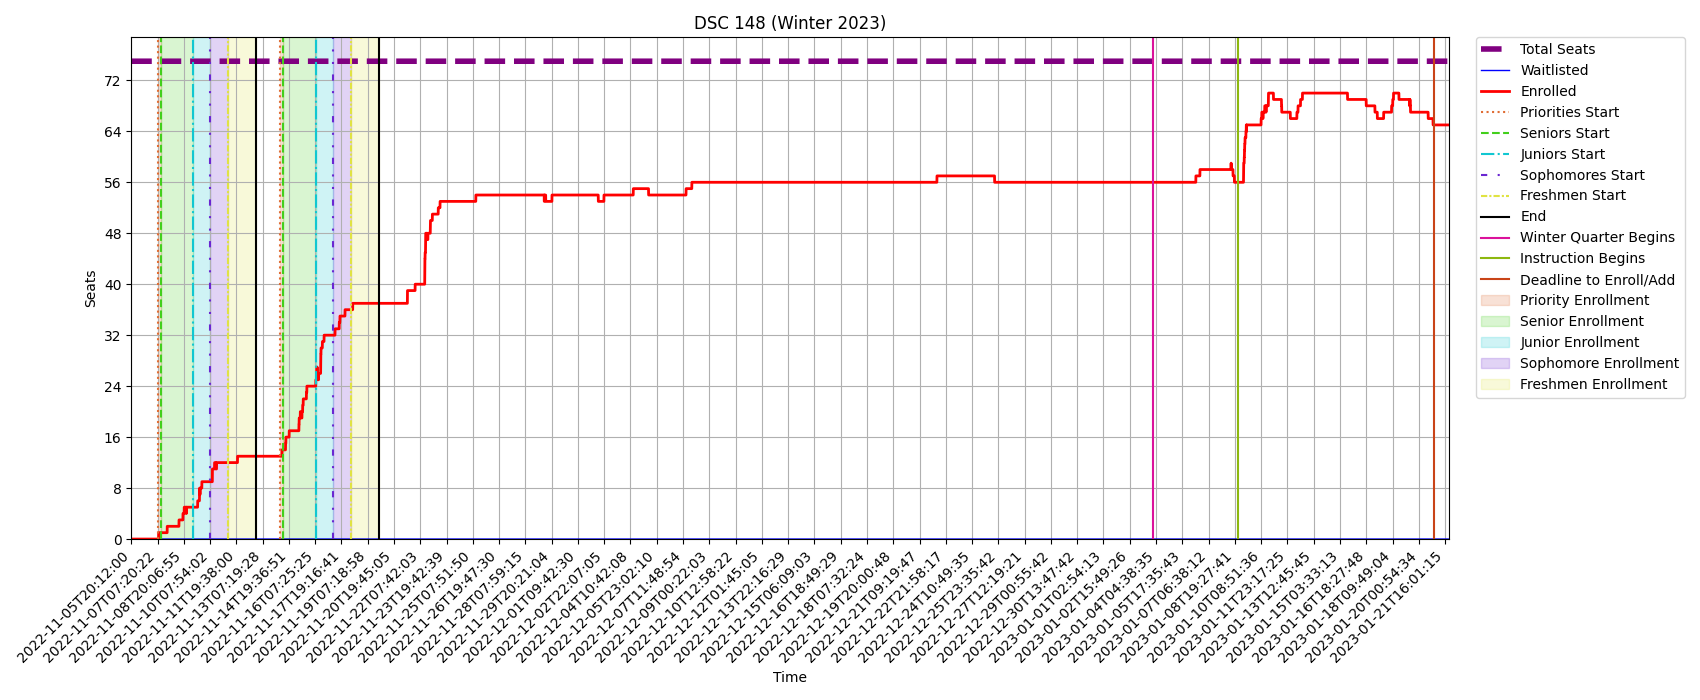 DSC 148 (Winter 2023)
Seats
72
64
56
48
40
32
24
16
8
0
2022-11-05T20:12:00
2022-11-07T07:20:22
2022-11-08T20:06:55
2022-11-10T07:54:02
2022-11-11T19:38:00
2022-11-13T07:19:28
2022-11-14T19:36:51
2022-11-16T07:25:25
2022-11-17T19:16:41
2022-11-19T07:18:58
2022-11-20T19:45:05
2022-11-22T07:42:03
2022-11-23T19:42:39
2022-11-25T07:51:50
2022-11-26T19:47:30
2022-11-28T07:59:15
2022-11-29T20:21:04
2022-12-01T09:42:30
2022-12-02T22:07:05
2022-12-04T10:42:08
2022-12-05T23:02:10
2022-12-07T11:48:54
2022-12-09T00:22:03
2022-12-10T12:58:22
2022-12-12T01:45:05
2022-12-13T22:16:29
2022-12-15T06:09:03
2022-12-16T18:49:29
2022-12-18T07:32:24
2022-12-19T20:00:48
2022-12-21T09:19:47
2022-12-22T21:58:17
2022-12-24T10:49:35
2022-12-25T23:35:42
2022-12-27T12:19:21
2022-12-29T00:55:42
2022-12-30T13:47:42
2023-01-01T02:54:13
2023-01-02T15:49:26
2023-01-04T04:38:35
2023-01-05T17:35:43
2023-01-07T06:38:12
2023-01-08T19:27:41
2023-01-10T08:51:36
2023-01-11T23:17:25
2023-01-13T12:45:45
2023-01-15T03:33:13
2023-01-16T18:27:48
2023-01-18T09:49:04
2023-01-20T00:54:34
2023-01-21T16:01:15
Time
Total Seats
Waitlisted
Enrolled
Priorities Start
Seniors Start
Juniors Start
Sophomores Start
Freshmen Start
End
Winter Quarter Begins
Instruction Begins
Deadline to Enroll/Add
Priority Enrollment
Senior Enrollment
Junior Enrollment
Sophomore Enrollment
Freshmen Enrollment